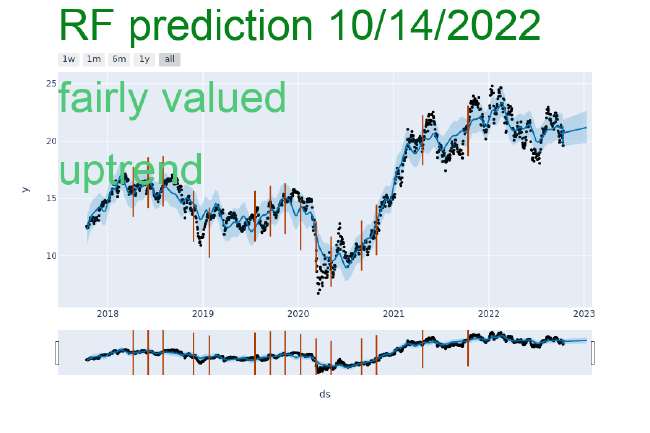 RF prediction 10/14/2022
1w 1m 6m 1y all
fairly valued
uptrend
25
20
15
10
y
2018 2019 2020 2021 2022 2023
ds